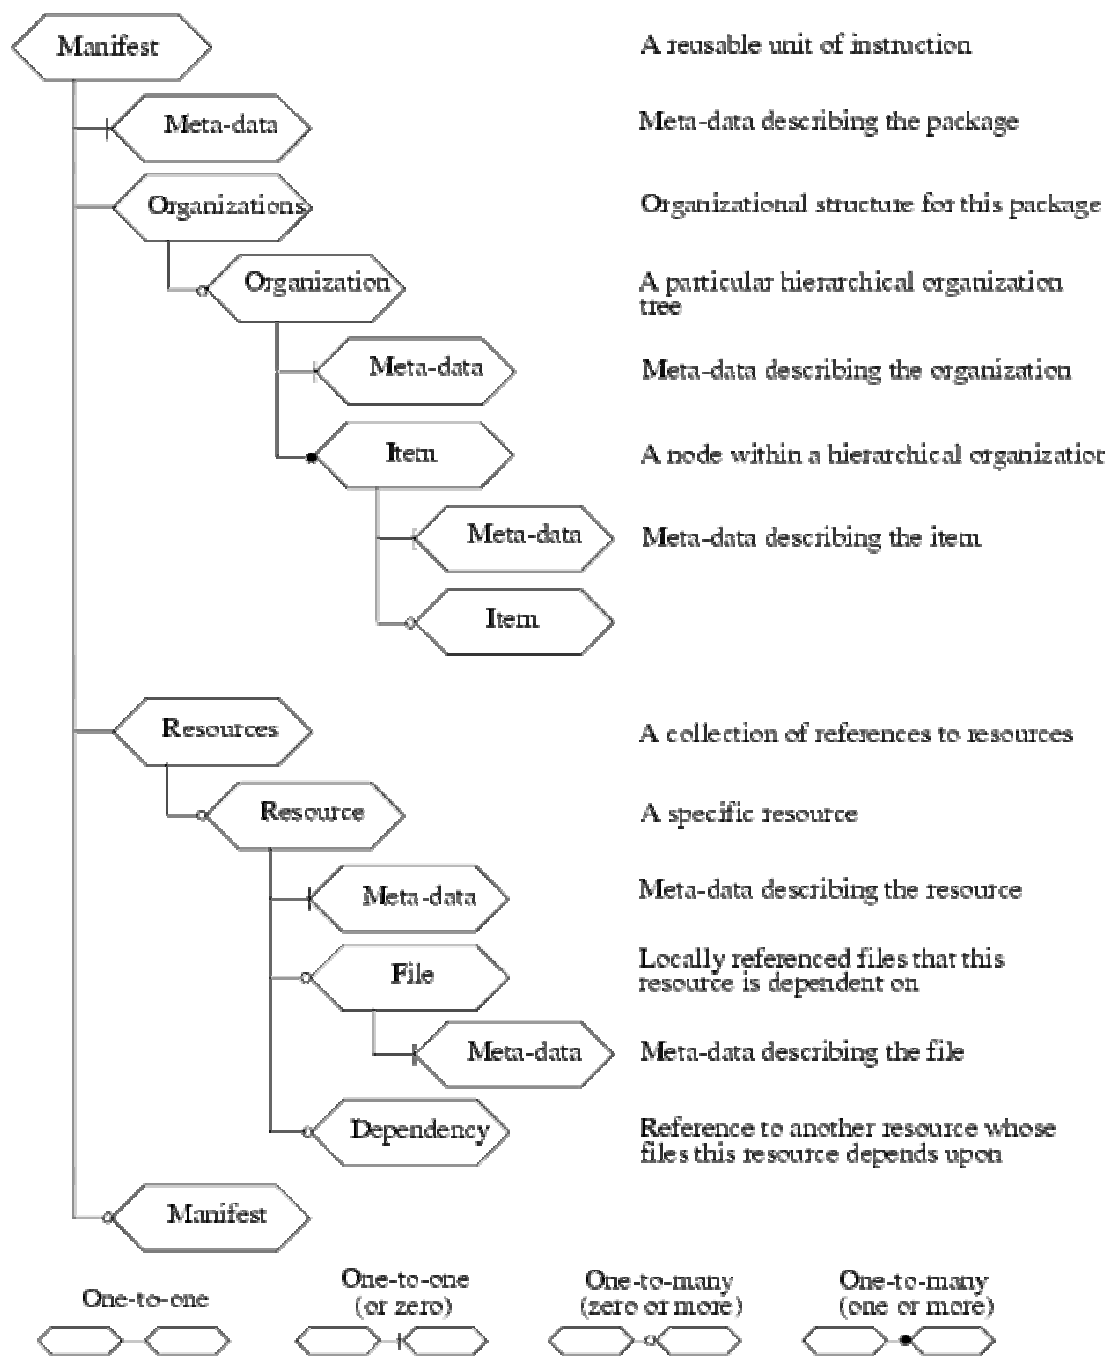 Manifest
A reusable unit of instruction
Meta-data
Meta-data describing the package
Organizations
Organizational structure for this package
Organization
A particular hierarchical organization
tree
Meta-data
Meta-data describing the organization
Item
A node within a hierarchical organization
Meta-data
Meta-data describing the item
Item
Resources
A collection of references to resources
Resource
A specific resource
Meta-data
Meta-data describing the resource
File
Locally referenced files that this
resource is dependent on
Meta-data
Meta-data describing the file
Dependency
Reference to another resource whose
files this resource depends upon
Manifest
One-to-one
One-to-one
(or zero)
One-to-many
(zero or more)
One-to-many
(one or more)